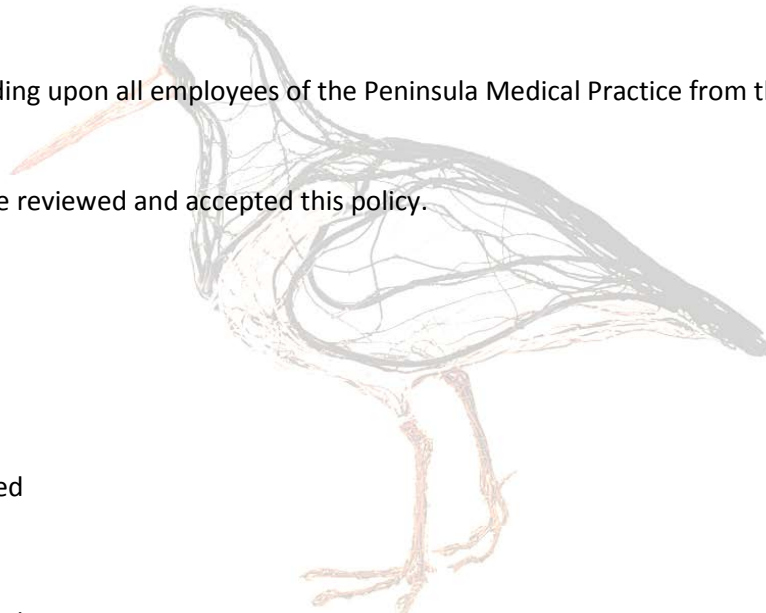 ding upon all employees of the Peninsula Medical Practice from th
e reviewed and accepted this policy.
ed